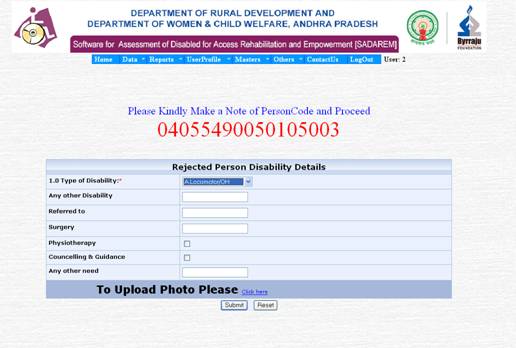 DEPARTMENT OF RURAL DEVELOPMENT AND
DEPARTMENT OF WOMEN & CHILD WELFARE, ANDHRA PRADESH
Software for Assessment of Disabled for Access Rehabilitation and Empowerment [SADAREM]
Byrraju
FOUNDATION
Home Data Reports UserProfile Masters Others ContactUs LogOut User: 2
Please Kindly Make a Note of PersonCode and Proceed
04055490050105003
Rejected Person Disability Details
1.0 Type of Disability:* A.Locomotor/OH
Any other Disability
Referred to
Surgery
Physiotherapy
Councelling & Guidance
Any other need
To Upload Photo Please Click here
Submit Reset